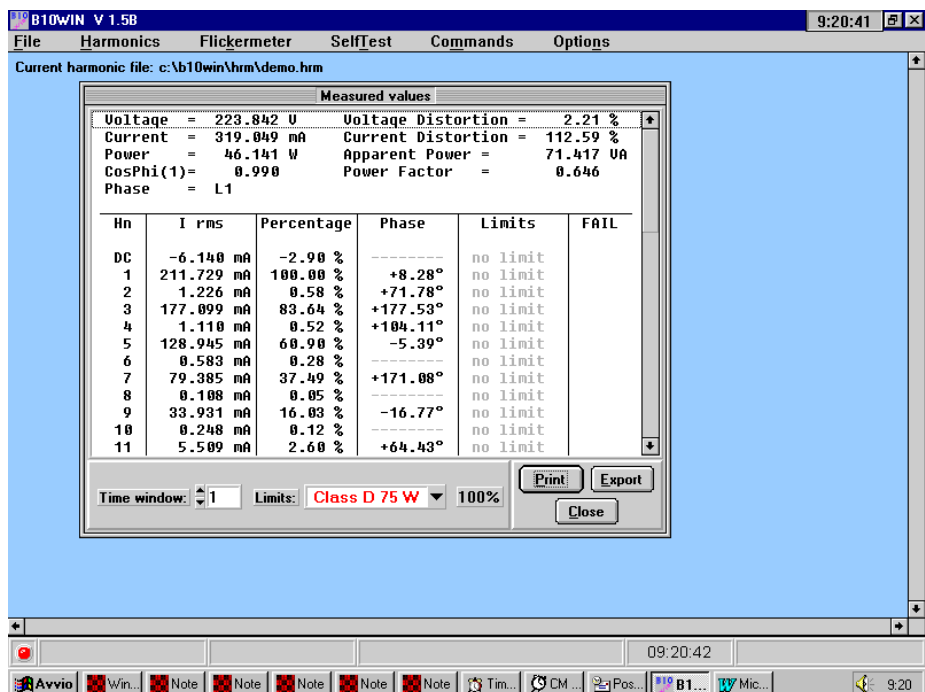 B10 B10WIN V 1.5B 9:20:41
File Harmonics Flickermeter SelfTest Commands Options
Current harmonic file: c:\b10win\hrm\demo.hrm
Measured values
Voltage = 223.842 V Voltage Distortion = 2.21 %
Current = 319.049 mA Current Distortion = 112.59 %
Power = 46.141 W Apparent Power = 71.417 VA
CosPhi(1)= 0.990 Power Factor = 0.646
Phase = L1
Hn I rms Percentage Phase Limits FAIL
DC -6.140 mA -2.90 % -------- no limit
1 211.729 mA 100.00 % +8.28° no limit
2 1.226 mA 0.58 % +71.78° no limit
3 177.099 mA 83.64 % +177.53° no limit
4 1.110 mA 0.52 % +104.11° no limit
5 128.945 mA 60.90 % -5.39° no limit
6 0.583 mA 0.28 % -------- no limit
7 79.385 mA 37.49 % +171.08° no limit
8 0.108 mA 0.05 % -------- no limit
9 33.931 mA 16.03 % -16.77° no limit
10 0.248 mA 0.12 % -------- no limit
11 5.509 mA 2.60 % +64.43° no limit
Time window: 1 Limits: Class D 75 W 100% Print Export
Close
09:20:42
Avvio Win... Note Note Note Note Note Tim... CM ... Pos... B10 B1... W Mic... 9:20